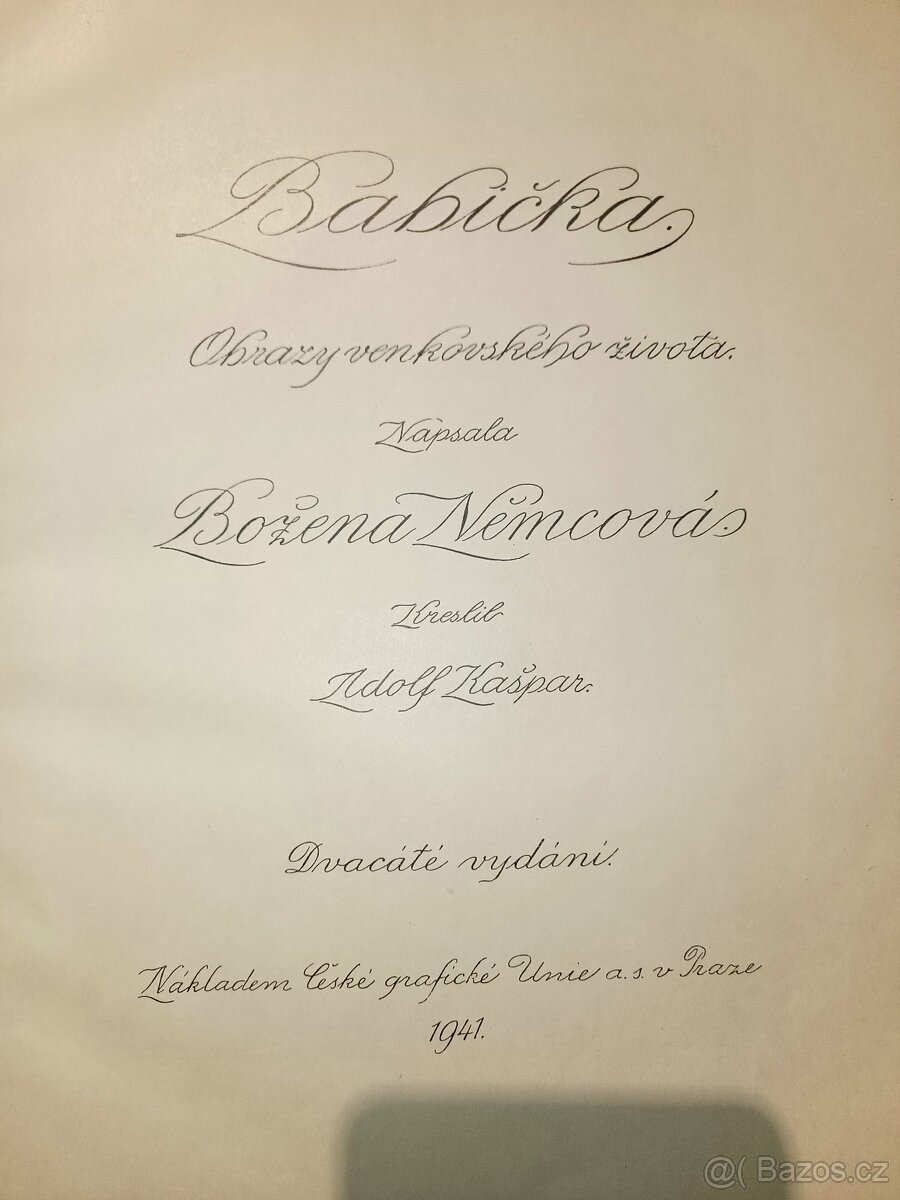 Babička.
Obrazy venkovského života.
Napsala
Božena Němcová
Kreslil
Adolf Kašpar.
Dvacáté vydání.
Nákladem České grafické Unie a. s. v Praze
1941.
@( Bazos.cz